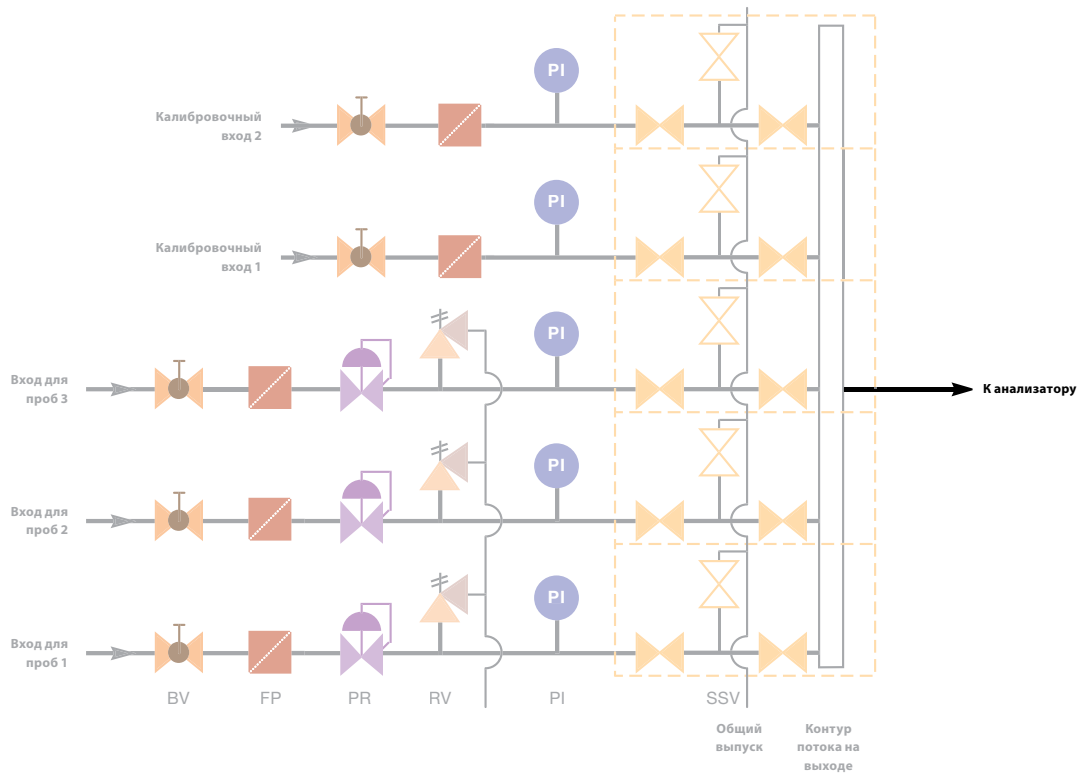 PI
Калибровочный
вход 2
PI
Калибровочный
вход 1
PI
Вход для
проб 3
К анализатору
PI
Вход для
проб 2
PI
Вход для
проб 1
BV FP PR RV PI SSV
Общий
выпуск
Контур
потока на
выходе